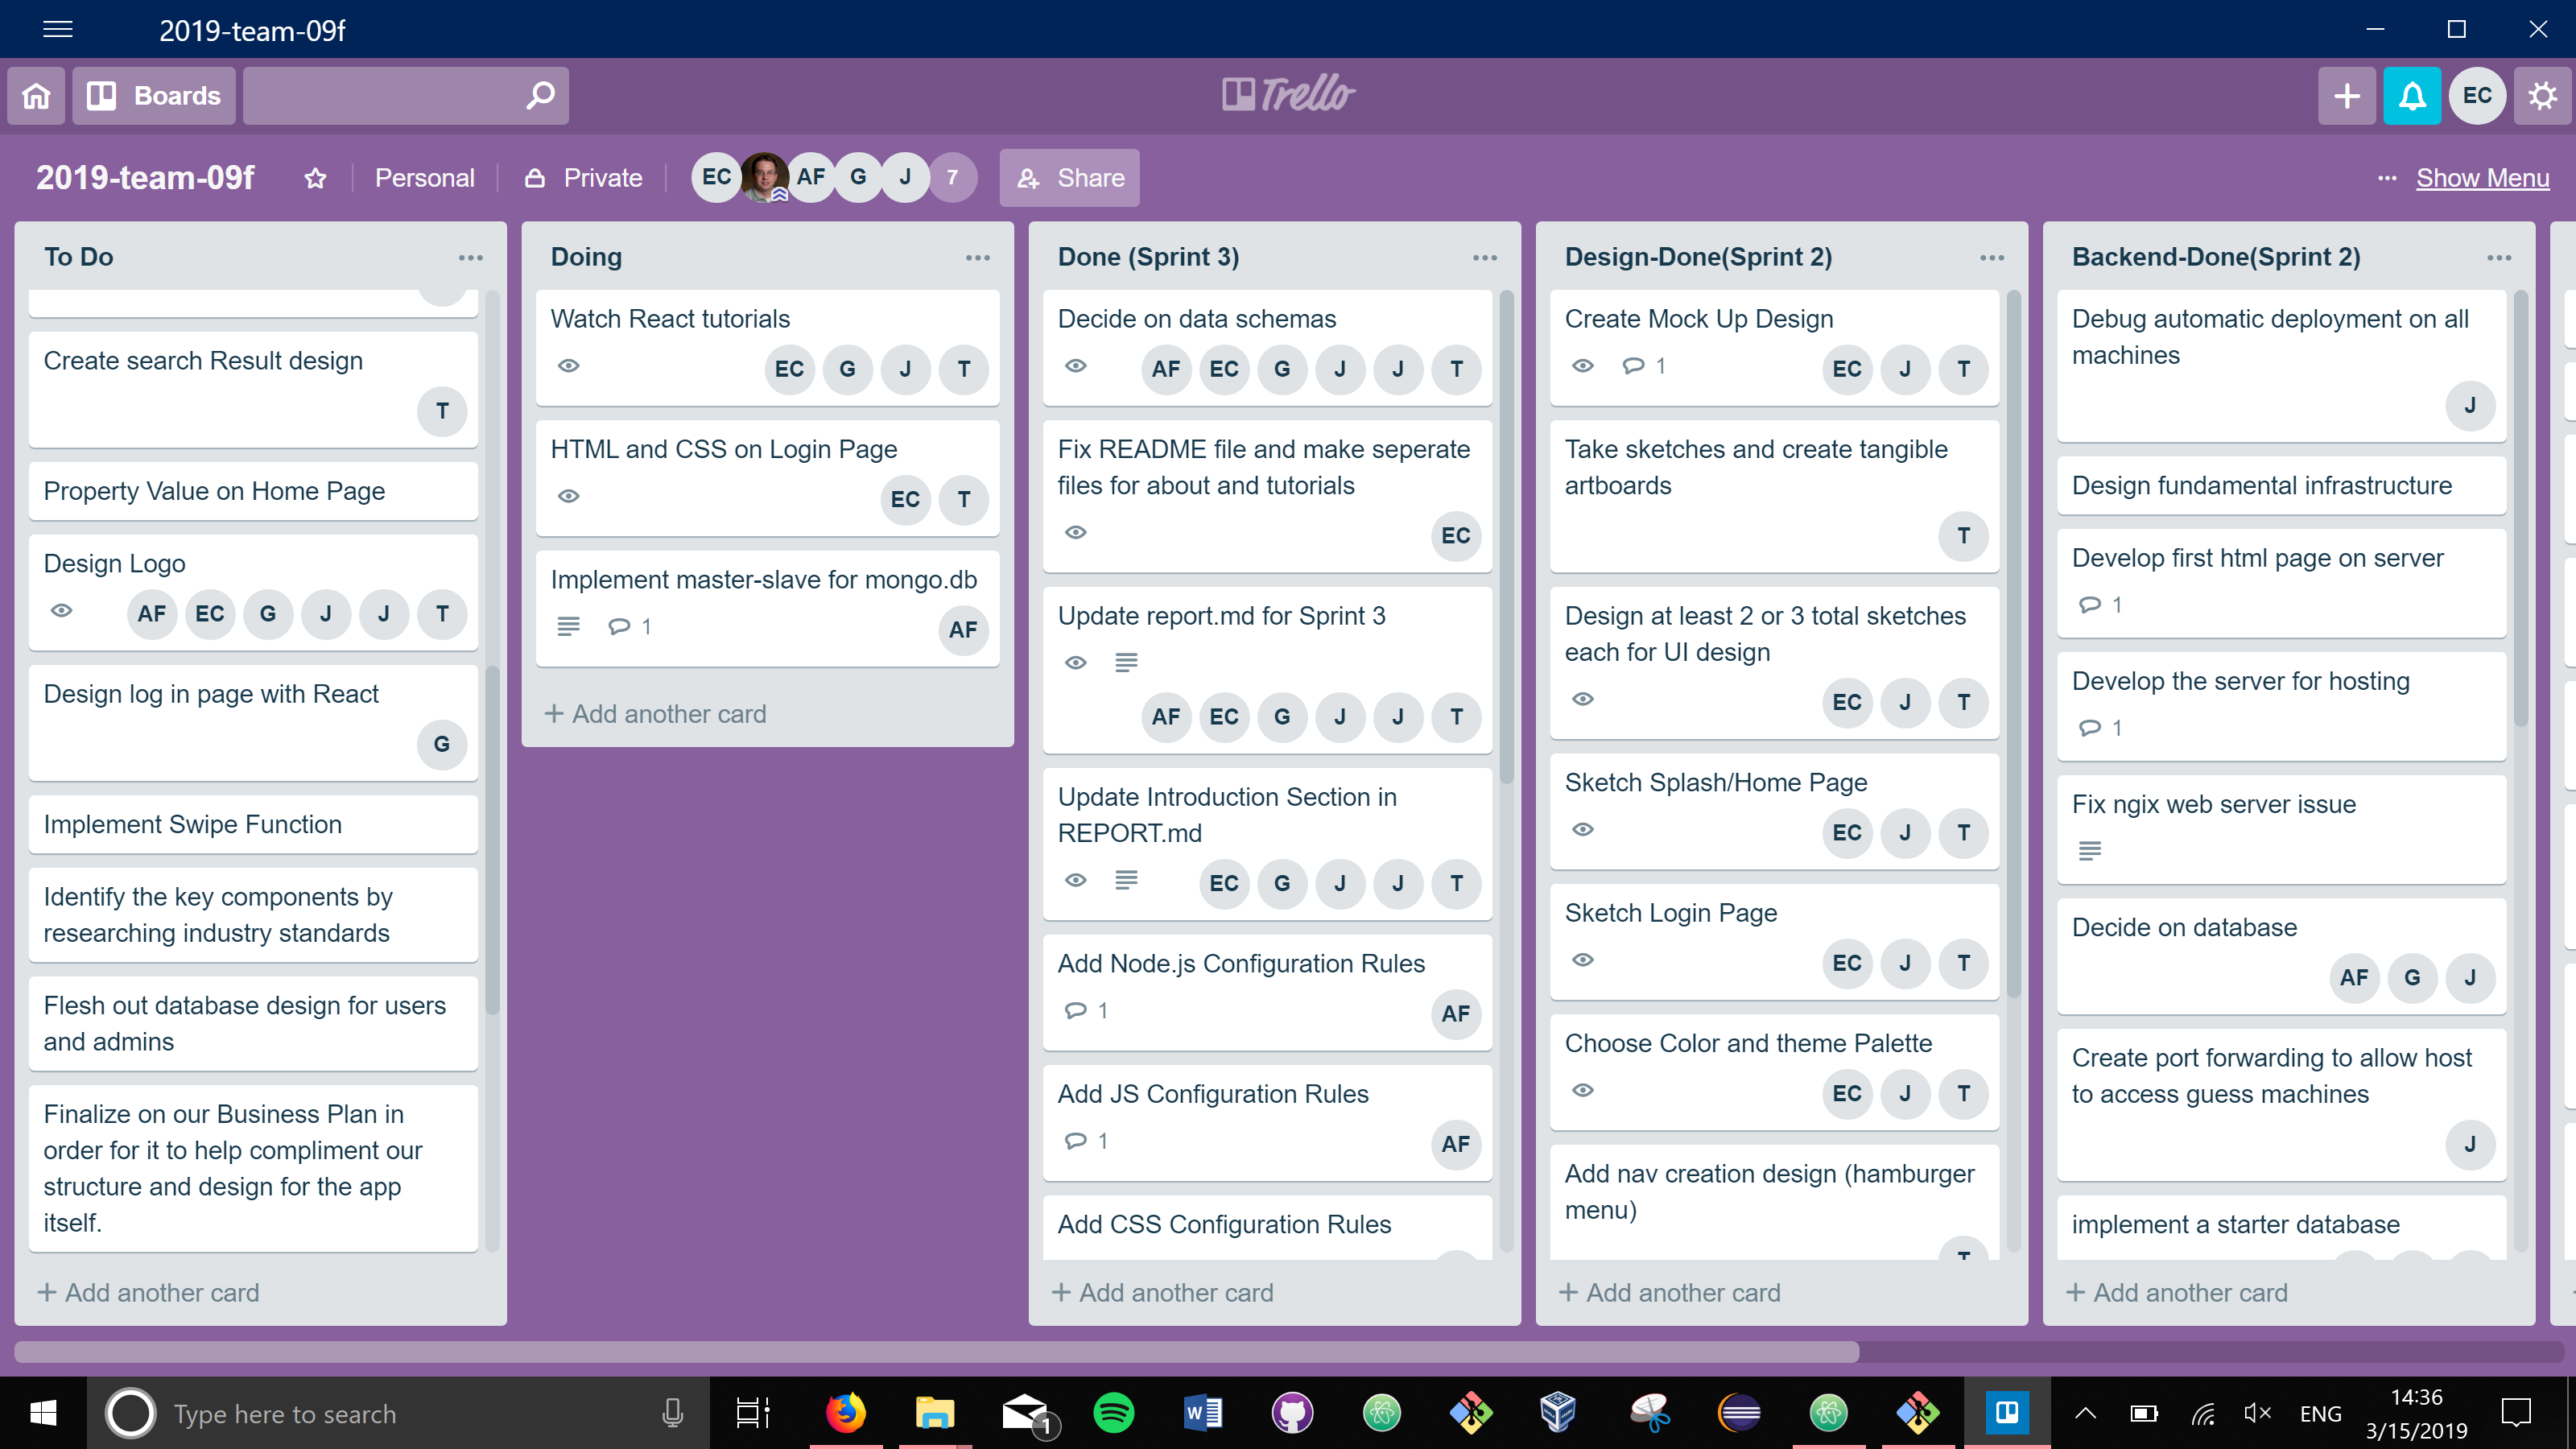 2019-team-09f
Boards
Trello
EC
2019-team-09f
Personal
Private
EC
AF
G
J
7
Share
Show Menu
To Do
Create search Result design
T
Property Value on Home Page
Design Logo
AF EC G J J T
Design log in page with React
G
Implement Swipe Function
Identify the key components by
researching industry standards
Flesh out database design for users
and admins
Finalize on our Business Plan in
order for it to help compliment our
structure and design for the app
itself.
+ Add another card
Doing
Watch React tutorials
EC G J T
HTML and CSS on Login Page
EC T
Implement master-slave for mongo.db
1 AF
+ Add another card
Done (Sprint 3)
Decide on data schemas
AF EC G J J T
Fix README file and make seperate
files for about and tutorials
EC
Update report.md for Sprint 3
AF EC G J J T
Update Introduction Section in
REPORT.md
EC G J J T
Add Node.js Configuration Rules
1 AF
Add JS Configuration Rules
1 AF
Add CSS Configuration Rules
+ Add another card
Design-Done(Sprint 2)
Create Mock Up Design
1 EC J T
Take sketches and create tangible
artboards
T
Design at least 2 or 3 total sketches
each for UI design
EC J T
Sketch Splash/Home Page
EC J T
Sketch Login Page
EC J T
Choose Color and theme Palette
EC J T
Add nav creation design (hamburger
menu)
T
+ Add another card
Backend-Done(Sprint 2)
Debug automatic deployment on all
machines
J
Design fundamental infrastructure
Develop first html page on server
1
Develop the server for hosting
1
Fix ngix web server issue
Decide on database
AF G J
Create port forwarding to allow host
to access guess machines
J
implement a starter database
+ Add another card
Type here to search
1
W
ENG
14:36
3/15/2019